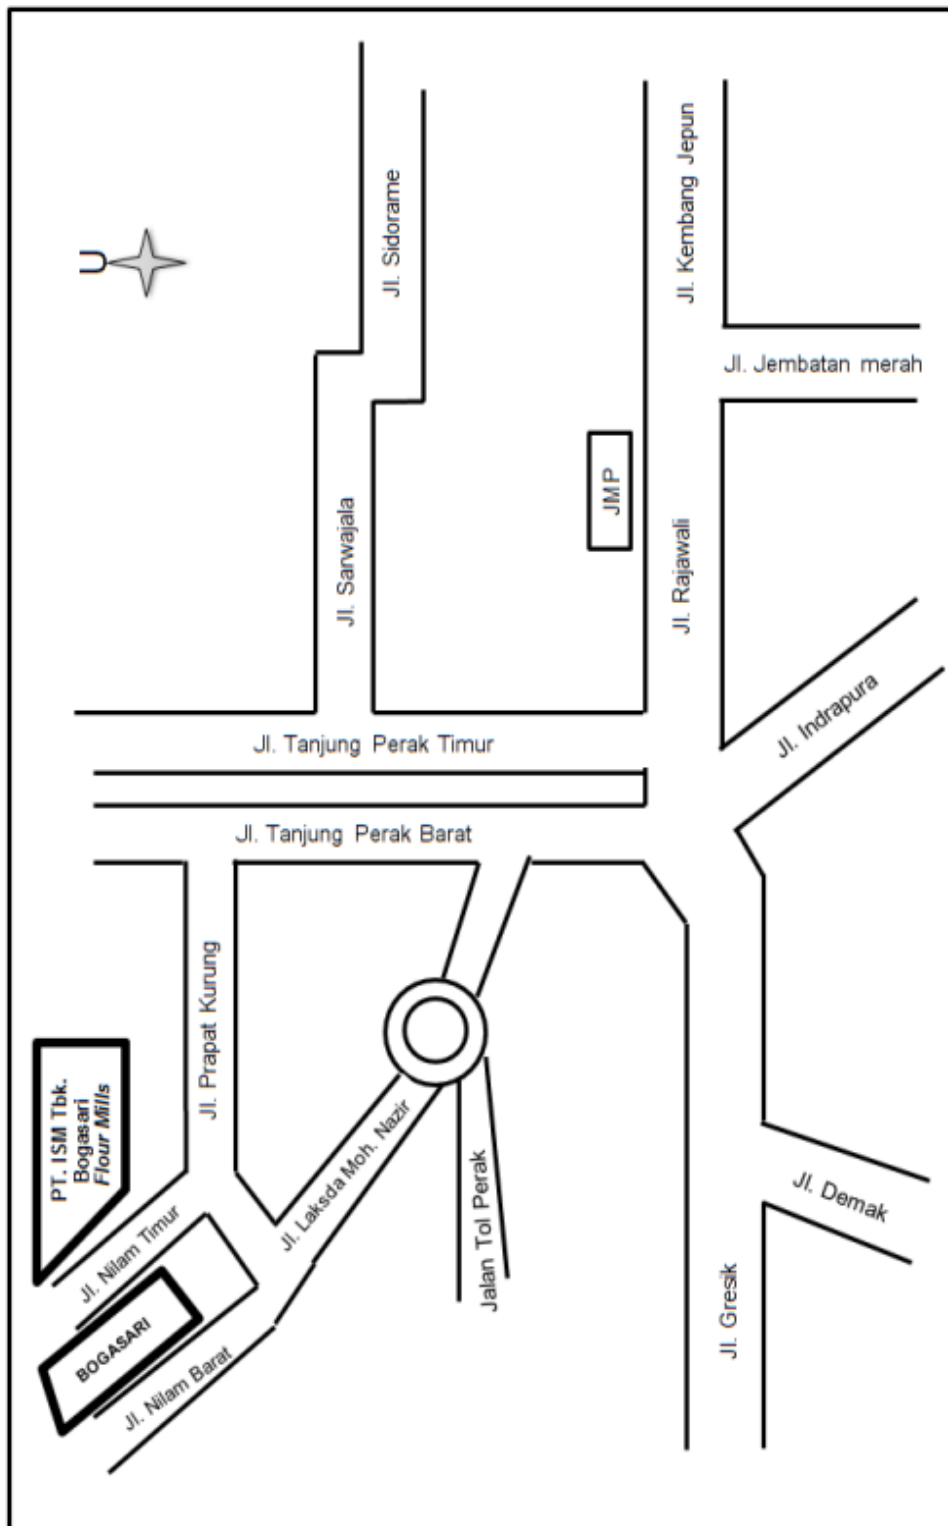 U
Jl. Sidorame
Jl. Kembang Jepun
Jl. Jembatan merah
JMP
Jl. Sarwajala
Jl. Rajawali
Jl. Indrapura
Jl. Tanjung Perak Timur
Jl. Tanjung Perak Barat
Jl. Prapat Kurung
PT. ISM Tbk.
Bogasari
Flour Mills
Jl. Laksda Moh. Nazir
Jalan Tol Perak
Jl. Demak
Jl. Nilam Timur
BOGASARI
Jl. Nilam Barat
Jl. Gresik